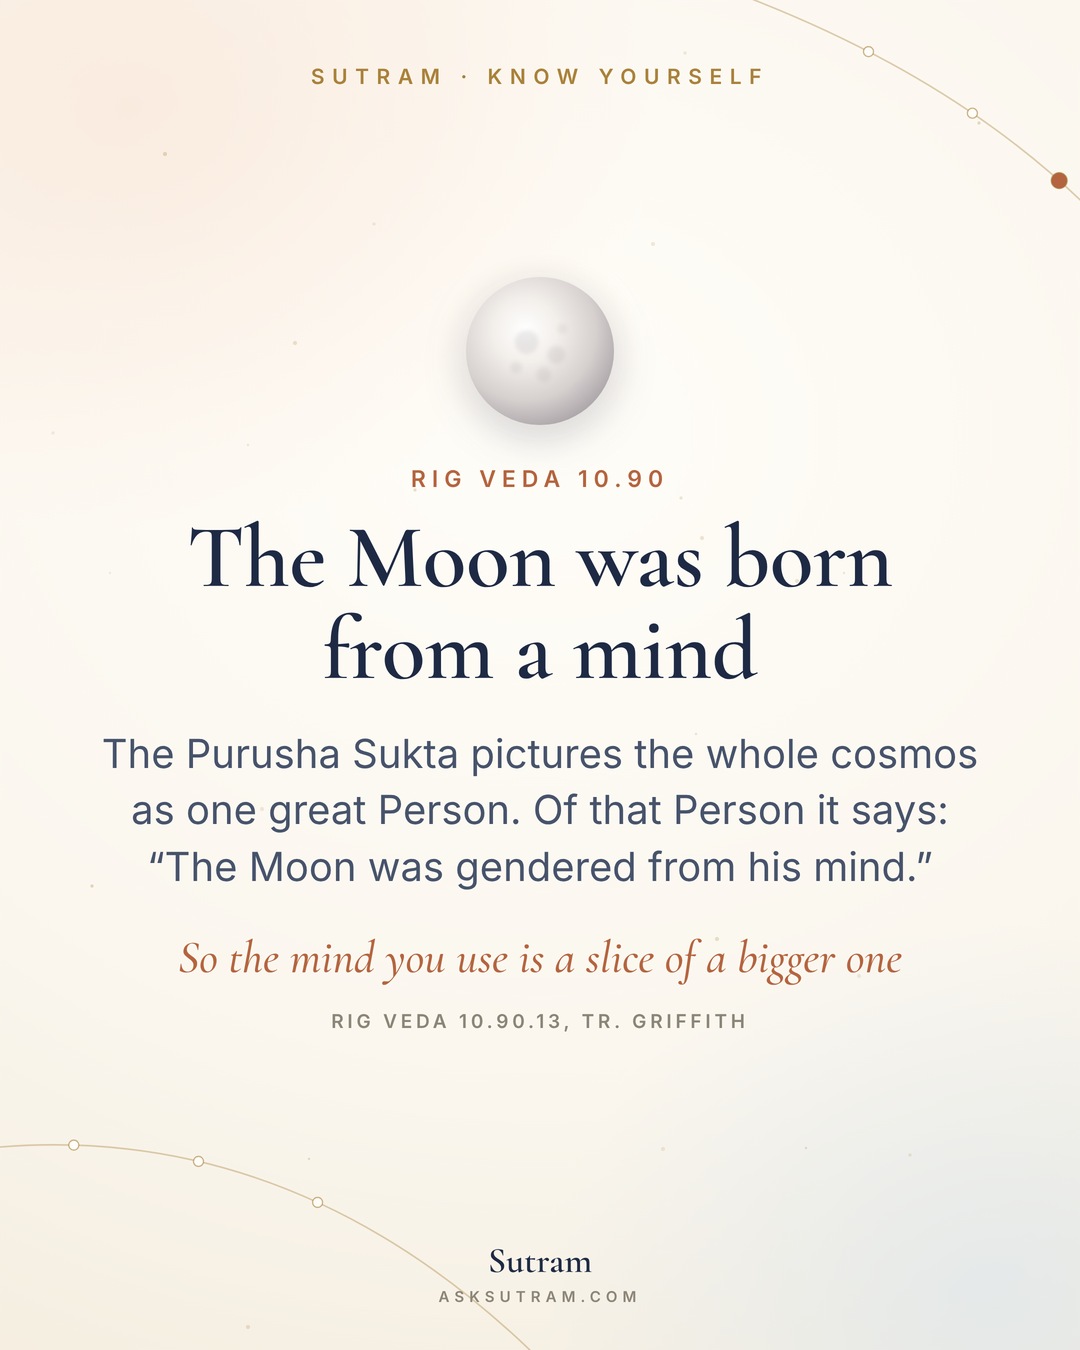 SUTRAM · KNOW YOURSELF
RIG VEDA 10.90
The Moon was born
from a mind
The Purusha Sukta pictures the whole cosmos
as one great Person. Of that Person it says:
“The Moon was gendered from his mind.”
So the mind you use is a slice of a bigger one
RIG VEDA 10.90.13, TR. GRIFFITH
Sutram
ASKSUTRAM.COM